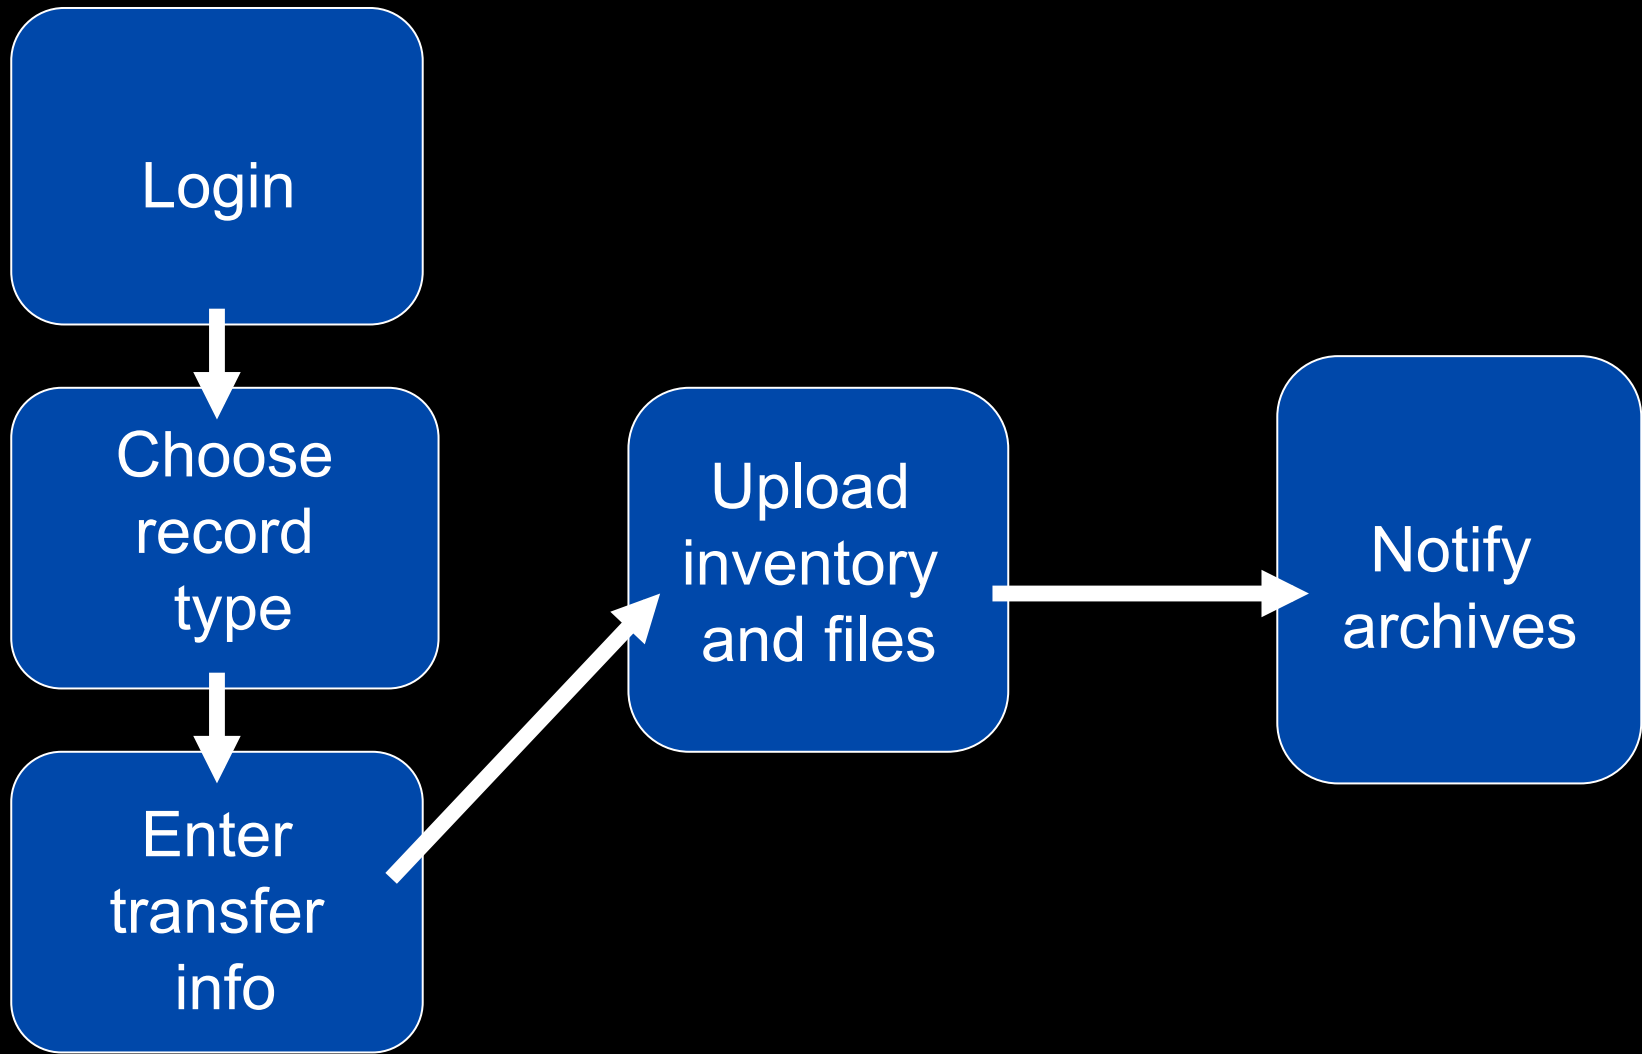 Login
Choose
record
type
Enter
transfer
info
Upload
inventory
and files
Notify
archives